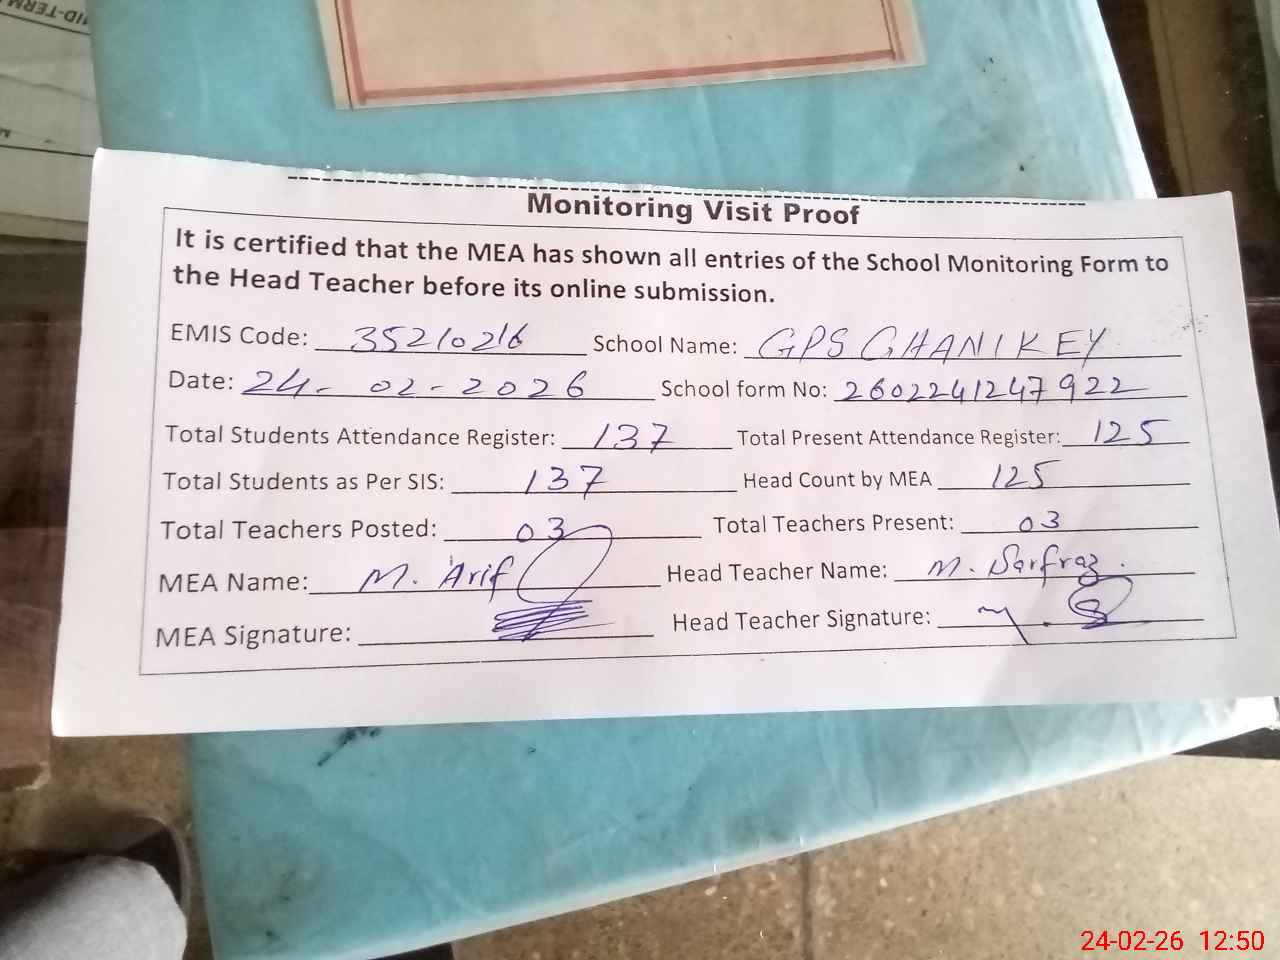 MID-TERM
Monitoring Visit Proof
It is certified that the MEA has shown all entries of the School Monitoring Form to
the Head Teacher before its online submission.
EMIS Code: 35210216 School Name: GPS GHANIKEY
Date: 24-02-2026 School form No: 2602241247922
Total Students Attendance Register: 137 Total Present Attendance Register: 125
Total Students as Per SIS: 137 Head Count by MEA 125
Total Teachers Posted: 03 Total Teachers Present: 03
MEA Name: M. Arif Head Teacher Name: M. Sarfraz.
MEA Signature: Head Teacher Signature:
24-02-26 12:50